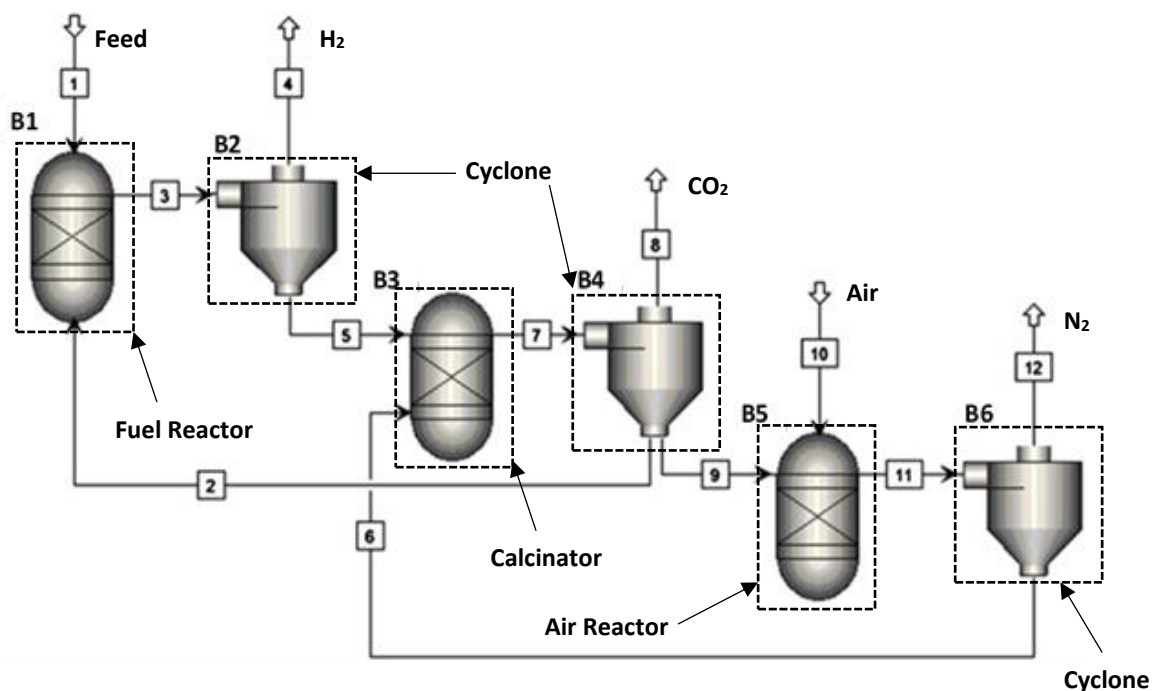 Feed
H₂
1
4
B1
B2
Cyclone
CO₂
3
8
B3
B4
Air
N₂
5
7
10
12
B5
B6
Fuel Reactor
2
9
11
6
Calcinator
Air Reactor
Cyclone